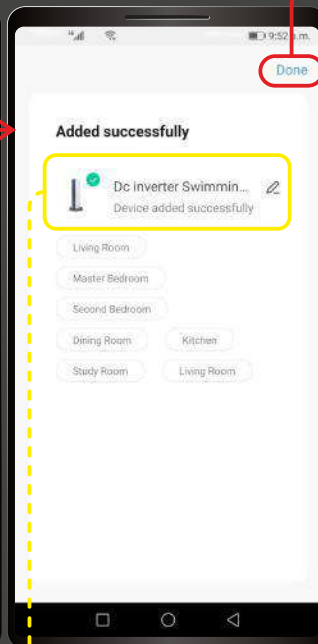 9:52 p.m.
Done
Added successfully
Dc inverter Swimmin...
Device added successfully
Living Room
Master Bedroom
Second Bedroom
Dining Room Kitchen
Study Room Living Room